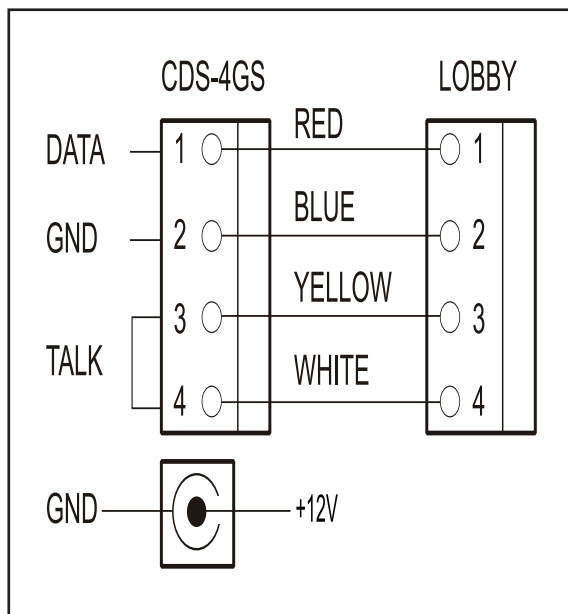 CDS-4GS LOBBY
RED
DATA 1 1
BLUE
GND 2 2
YELLOW
3 3
TALK
WHITE
4 4
GND +12V